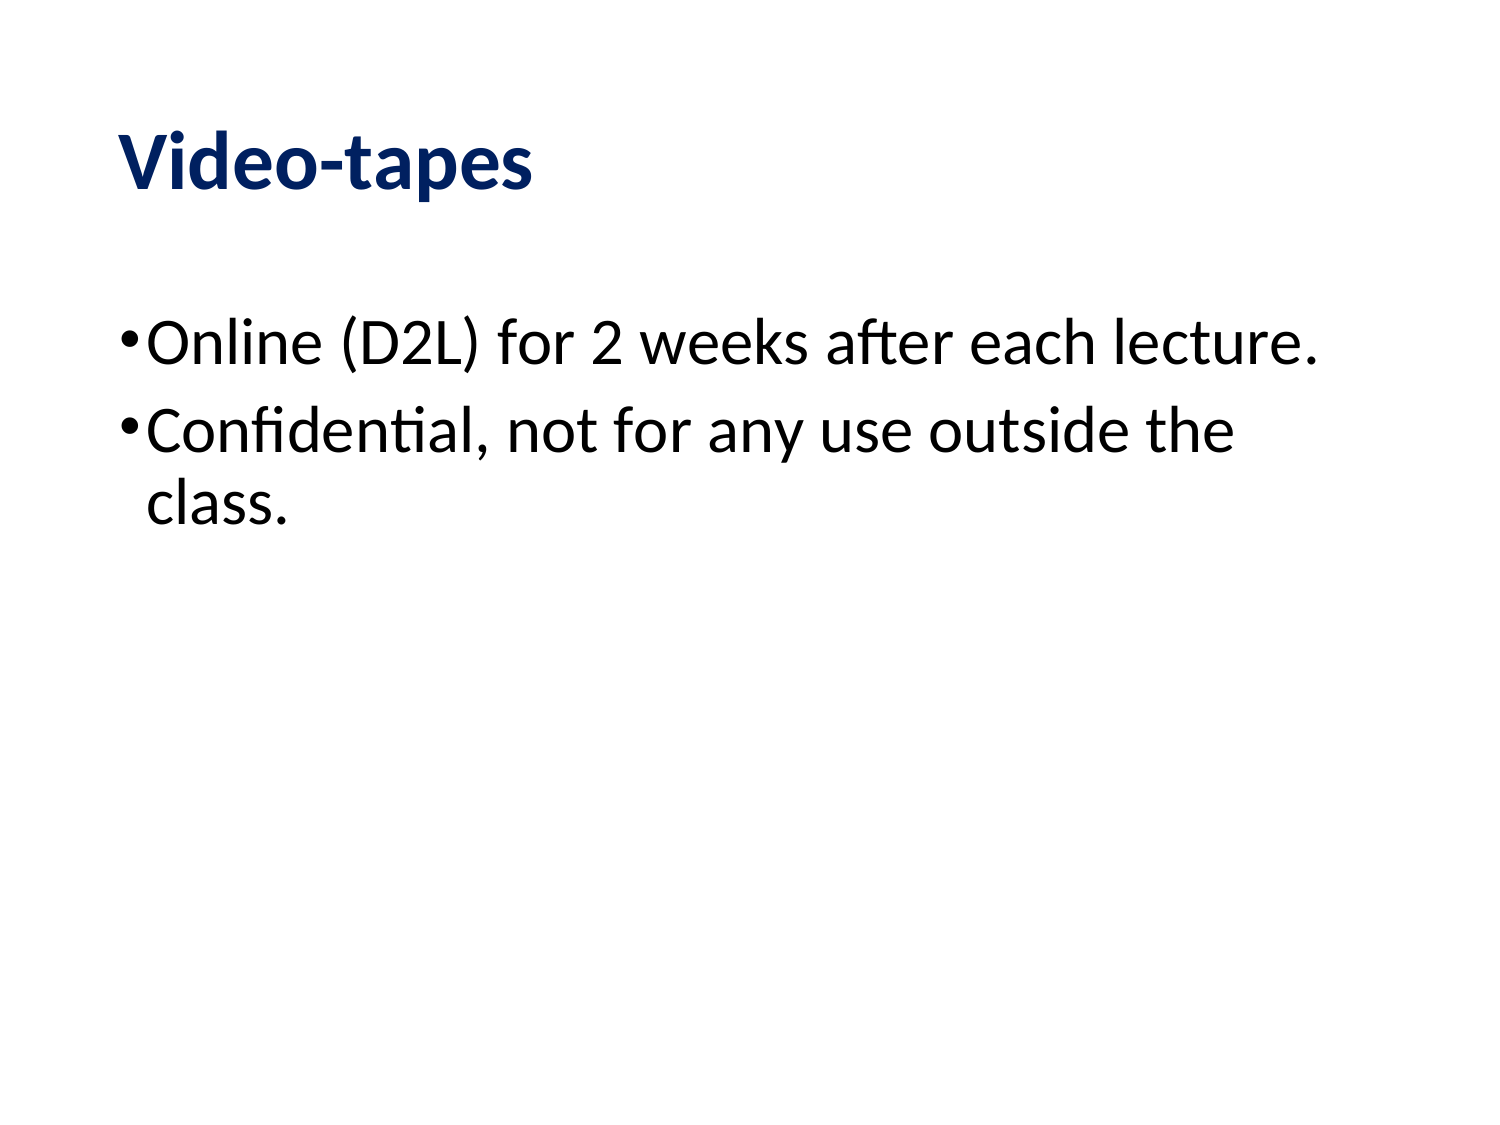 Video-tapes
•Online (D2L) for 2 weeks after each lecture.
•Confidential, not for any use outside the
class.